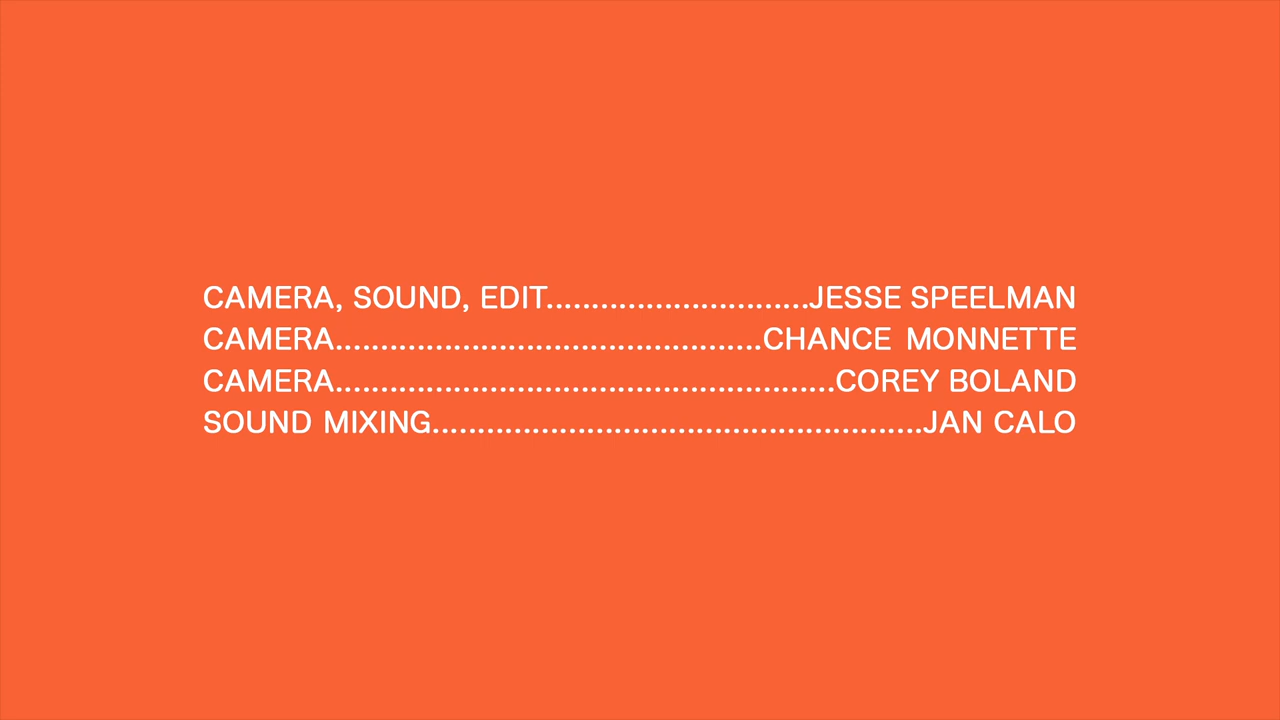 CAMERA, SOUND, EDIT.............................JESSE SPEELMAN
CAMERA...............................................CHANCE MONNETTE
CAMERA.......................................................COREY BOLAND
SOUND MIXING......................................................JAN CALO